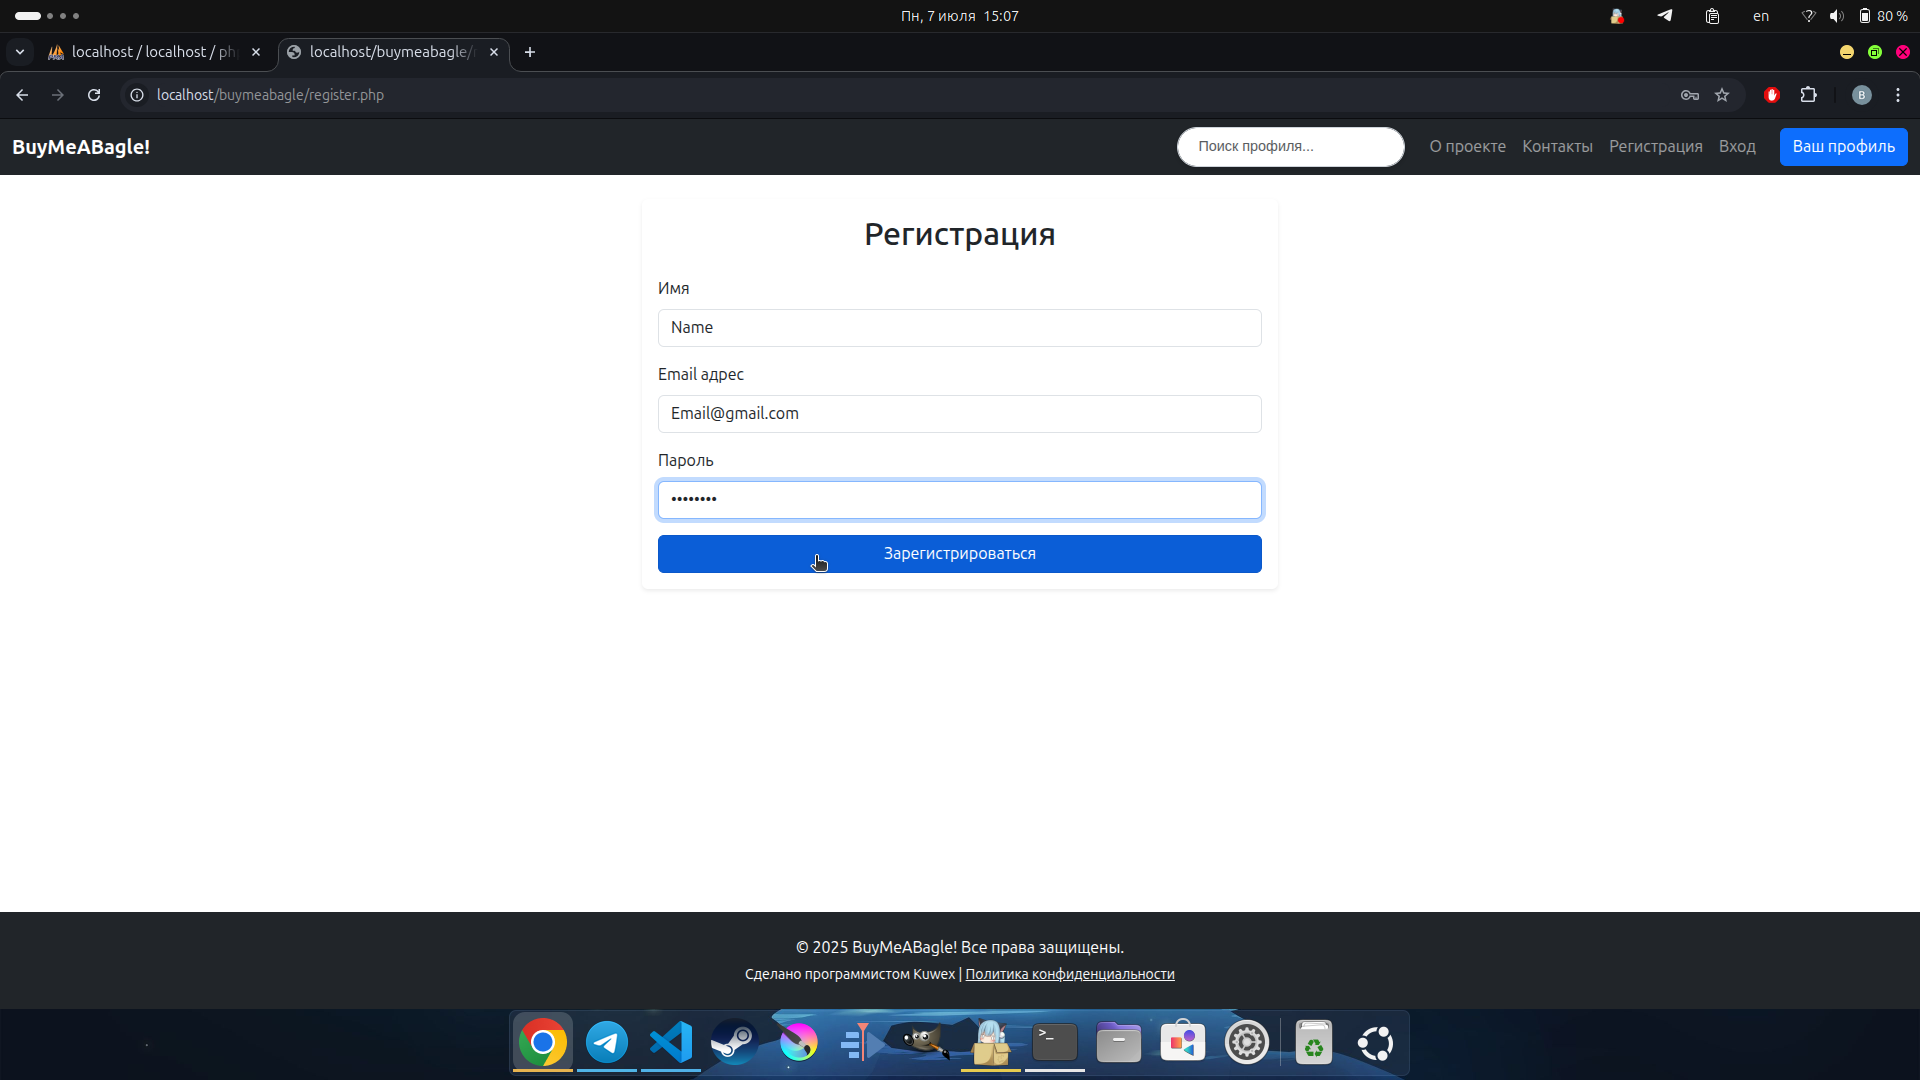 Пн, 7 июля 15:07
en
80 %
localhost / localhost / ph
localhost/buymeabagle/
localhost/buymeabagle/register.php
B
BuyMeABagle!
Поиск профиля...
О проекте
Контакты
Регистрация
Вход
Ваш профиль
Регистрация
Имя
Name
Email адрес
Email@gmail.com
Пароль
••••••••
Зарегистрироваться
© 2025 BuyMeABagle! Все права защищены.
Сделано программистом Kuwex | Политика конфиденциальности
>_